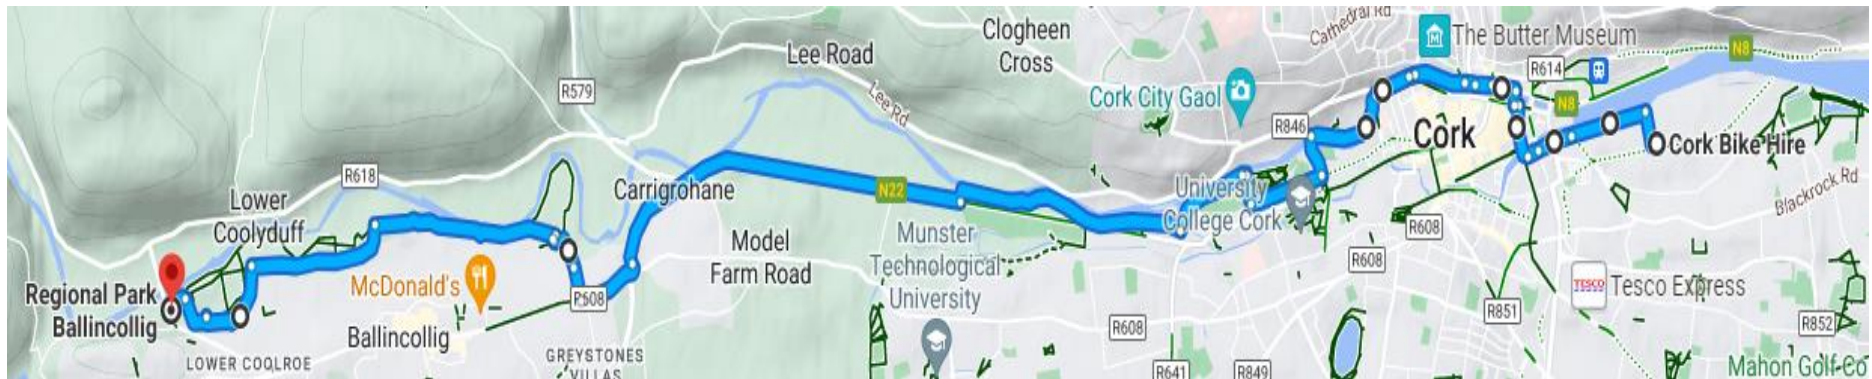 Cathedral Rd
Clogheen
Cross
The Butter Museum
N8
Lee Road
R614
R579
Cork City Gaol
Lee Rd
N8
R846
Cork
Cork Bike Hire
R618
Carrigrohane
N22
University
College Cork
Blackrock Rd
Lower
Coolyduff
R608
Munster
Technological
University
Model
Farm Road
R608
McDonald's
Regional Park
Ballincollig
R608
TESCO
Tesco Express
R851
Ballincollig
R608
R852
LOWER COOLROE
GREYSTONES
VILLAS
R641
R849
Mahon Golf Co